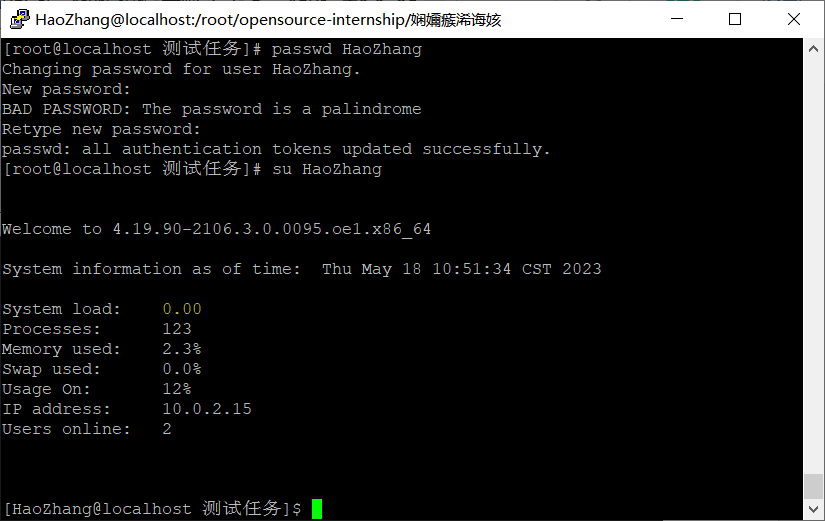 HaoZhang@localhost:/root/opensource-internship/娴嬭瘯浠诲姟
[root@localhost 测试任务]# passwd HaoZhang
Changing password for user HaoZhang.
New password:
BAD PASSWORD: The password is a palindrome
Retype new password:
passwd: all authentication tokens updated successfully.
[root@localhost 测试任务]# su HaoZhang
Welcome to 4.19.90-2106.3.0.0095.oe1.x86_64
System information as of time:  Thu May 18 10:51:34 CST 2023
System load:    0.00
Processes:      123
Memory used:    2.3%
Swap used:      0.0%
Usage On:       12%
IP address:     10.0.2.15
Users online:   2
[HaoZhang@localhost 测试任务]$